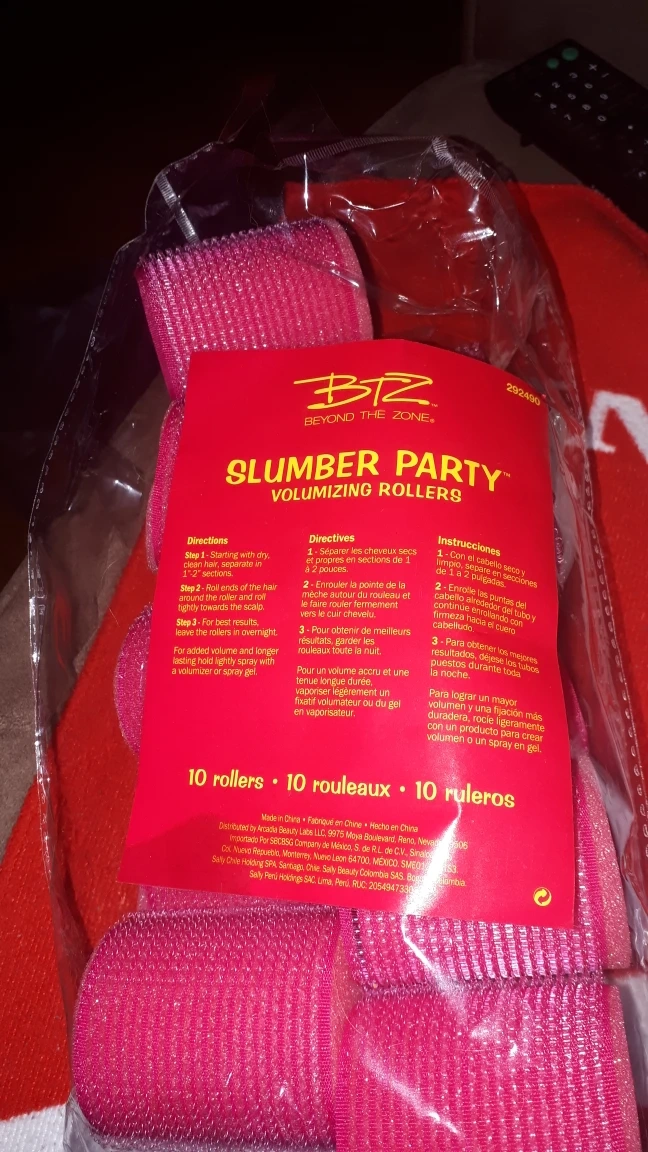 BTZ™
292490
BEYOND THE ZONE®
SLUMBER PARTY™
VOLUMIZING ROLLERS
Directions
Step 1 - Starting with dry,
clean hair, separate in
1"-2" sections.
Step 2 - Roll ends of the hair
around the roller and roll
tightly towards the scalp.
Step 3 - For best results,
leave the rollers in overnight.
For added volume and longer
lasting hold lightly spray with
a volumizer or spray gel.
Directives
1 - Séparer les cheveux secs
et propres en sections de 1
à 2 pouces.
2 - Enrouler la pointe de la
mèche autour du rouleau et
le faire rouler fermement
vers le cuir chevelu.
3 - Pour obtenir de meilleurs
résultats, garder les
rouleaux toute la nuit.
Pour un volume accru et une
tenue longue durée,
vaporiser légèrement un
fixatif volumateur ou du gel
en vaporisateur.
Instrucciones
1 - Con el cabello seco y
limpio, separe en secciones
de 1 a 2 pulgadas.
2 - Enrolle las puntas del
cabello alrededor del tubo y
continúe enrollando con
firmeza hacia el cuero
cabelludo.
3 - Para obtener los mejores
resultados, déjese los tubos
puestos durante toda
la noche.
Para lograr un mayor
volumen y una fijación más
duradera, rocíe ligeramente
con un producto para crear
volumen o un spray en gel.
10 rollers • 10 rouleaux • 10 ruleros
Made in China • Fabriqué en Chine • Hecho en China
Distributed by Arcadia Beauty Labs LLC, 9975 Moya Boulevard, Reno,
Importado Por SBCBSG Company de México, S. de R.L. de C.V.,
Col. Nuevo Repueblo, Monterrey, Nuevo Leon 64700, MÉXICO.
Sally Chile Holding SPA. Santiago, Chile. Sally Beauty Colombia SAS.
Sally Perú Holdings SAC. Lima, Perú. RUC: